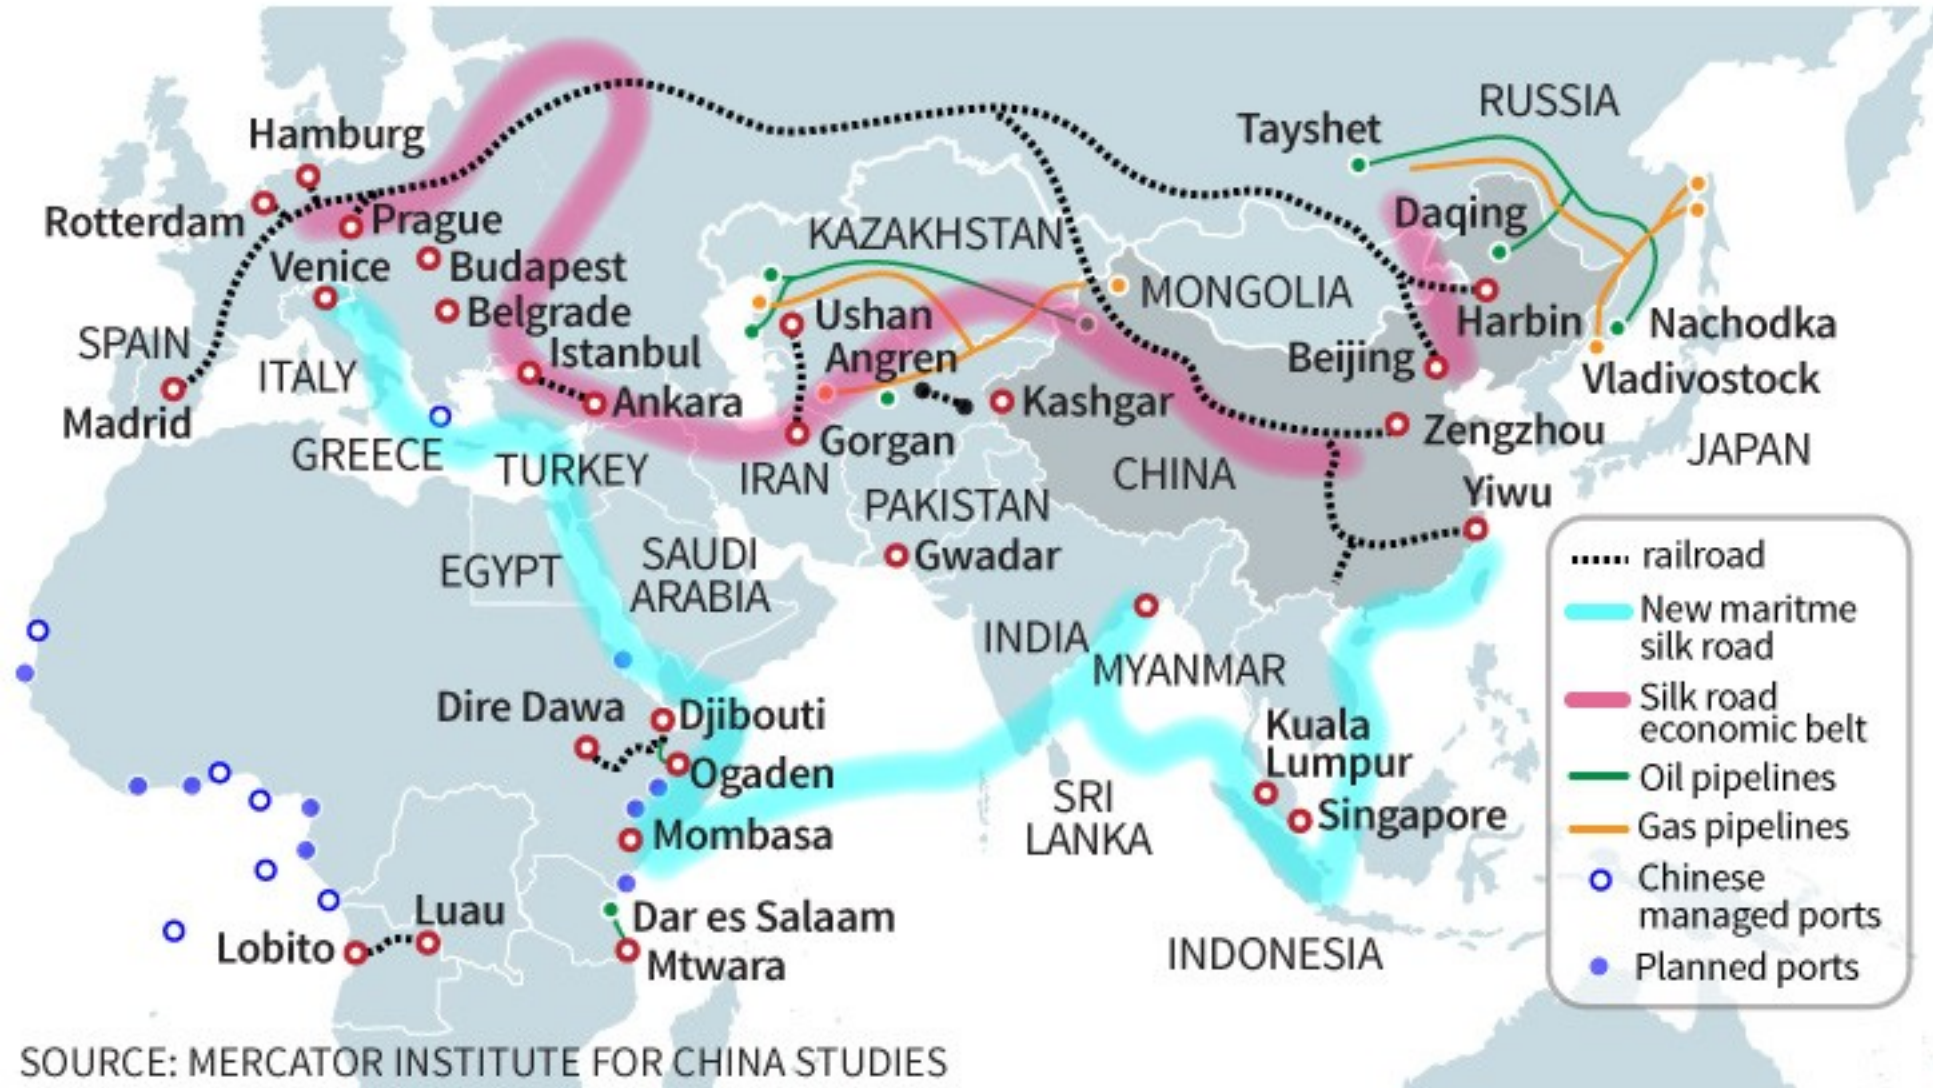 RUSSIA
Tayshet
Hamburg
Daqing
Rotterdam
Prague
KAZAKHSTAN
Venice
Budapest
MONGOLIA
Belgrade
Ushan
Harbin
Nachodka
SPAIN
Istanbul
Angren
Beijing
Vladivostock
ITALY
Madrid
Ankara
Kashgar
Zengzhou
GREECE
TURKEY
IRAN
Gorgan
CHINA
JAPAN
PAKISTAN
Yiwu
EGYPT
SAUDI
ARABIA
Gwadar
INDIA
MYANMAR
Dire Dawa
Djibouti
Kuala
Lumpur
Ogaden
SRI
LANKA
Singapore
Mombasa
Luau
Dar es Salaam
Lobito
Mtwara
INDONESIA
railroad
New maritme
silk road
Silk road
economic belt
Oil pipelines
Gas pipelines
Chinese
managed ports
Planned ports
SOURCE: MERCATOR INSTITUTE FOR CHINA STUDIES